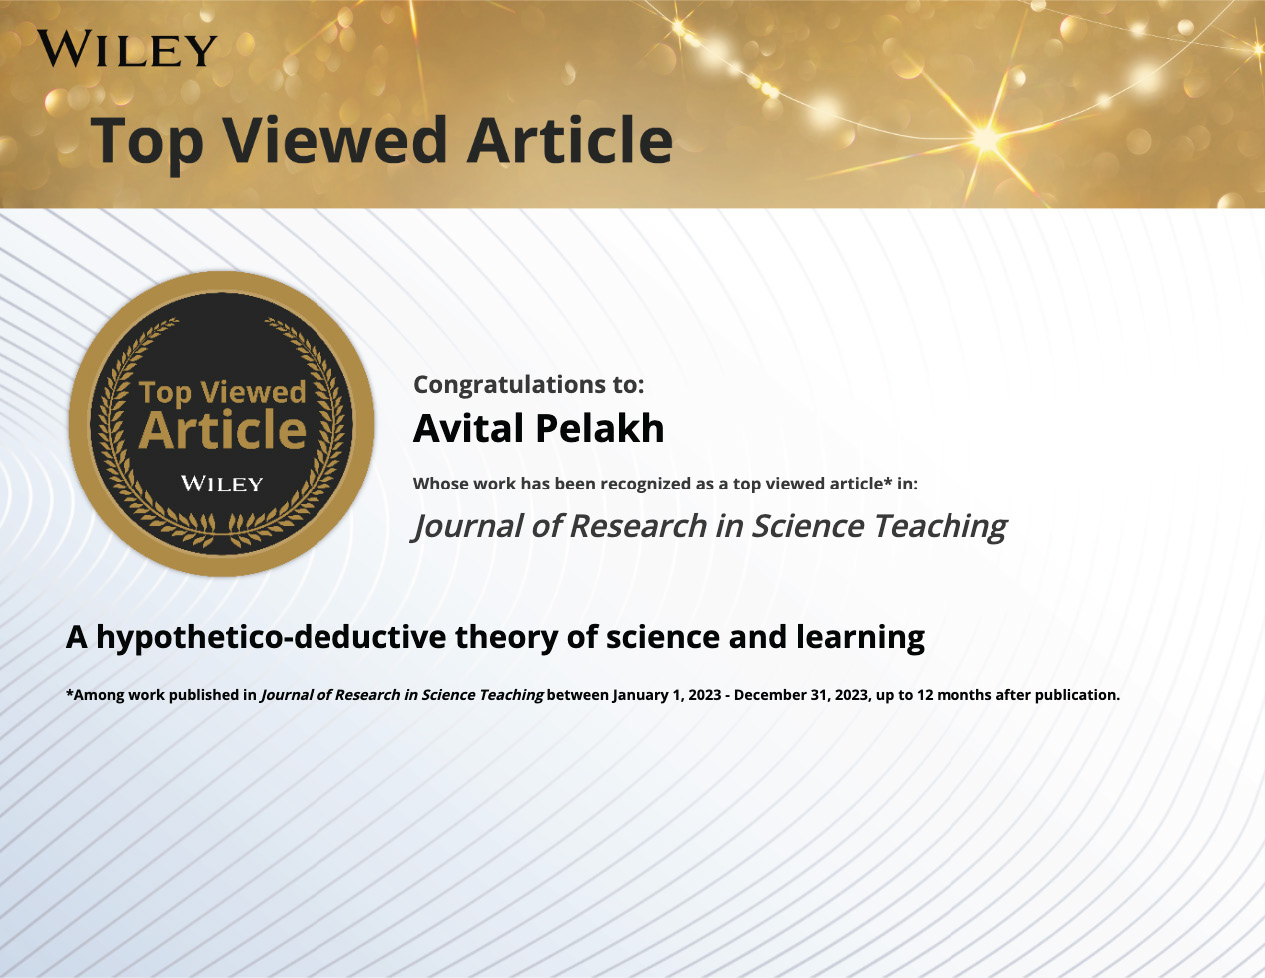 WILEY
Top Viewed Article
Top Viewed
Article
WILEY
Congratulations to:
Avital Pelakh
Whose work has been recognized as a top viewed article* in:
Journal of Research in Science Teaching
A hypothetico-deductive theory of science and learning
*Among work published in Journal of Research in Science Teaching between January 1, 2023 - December 31, 2023, up to 12 months after publication.